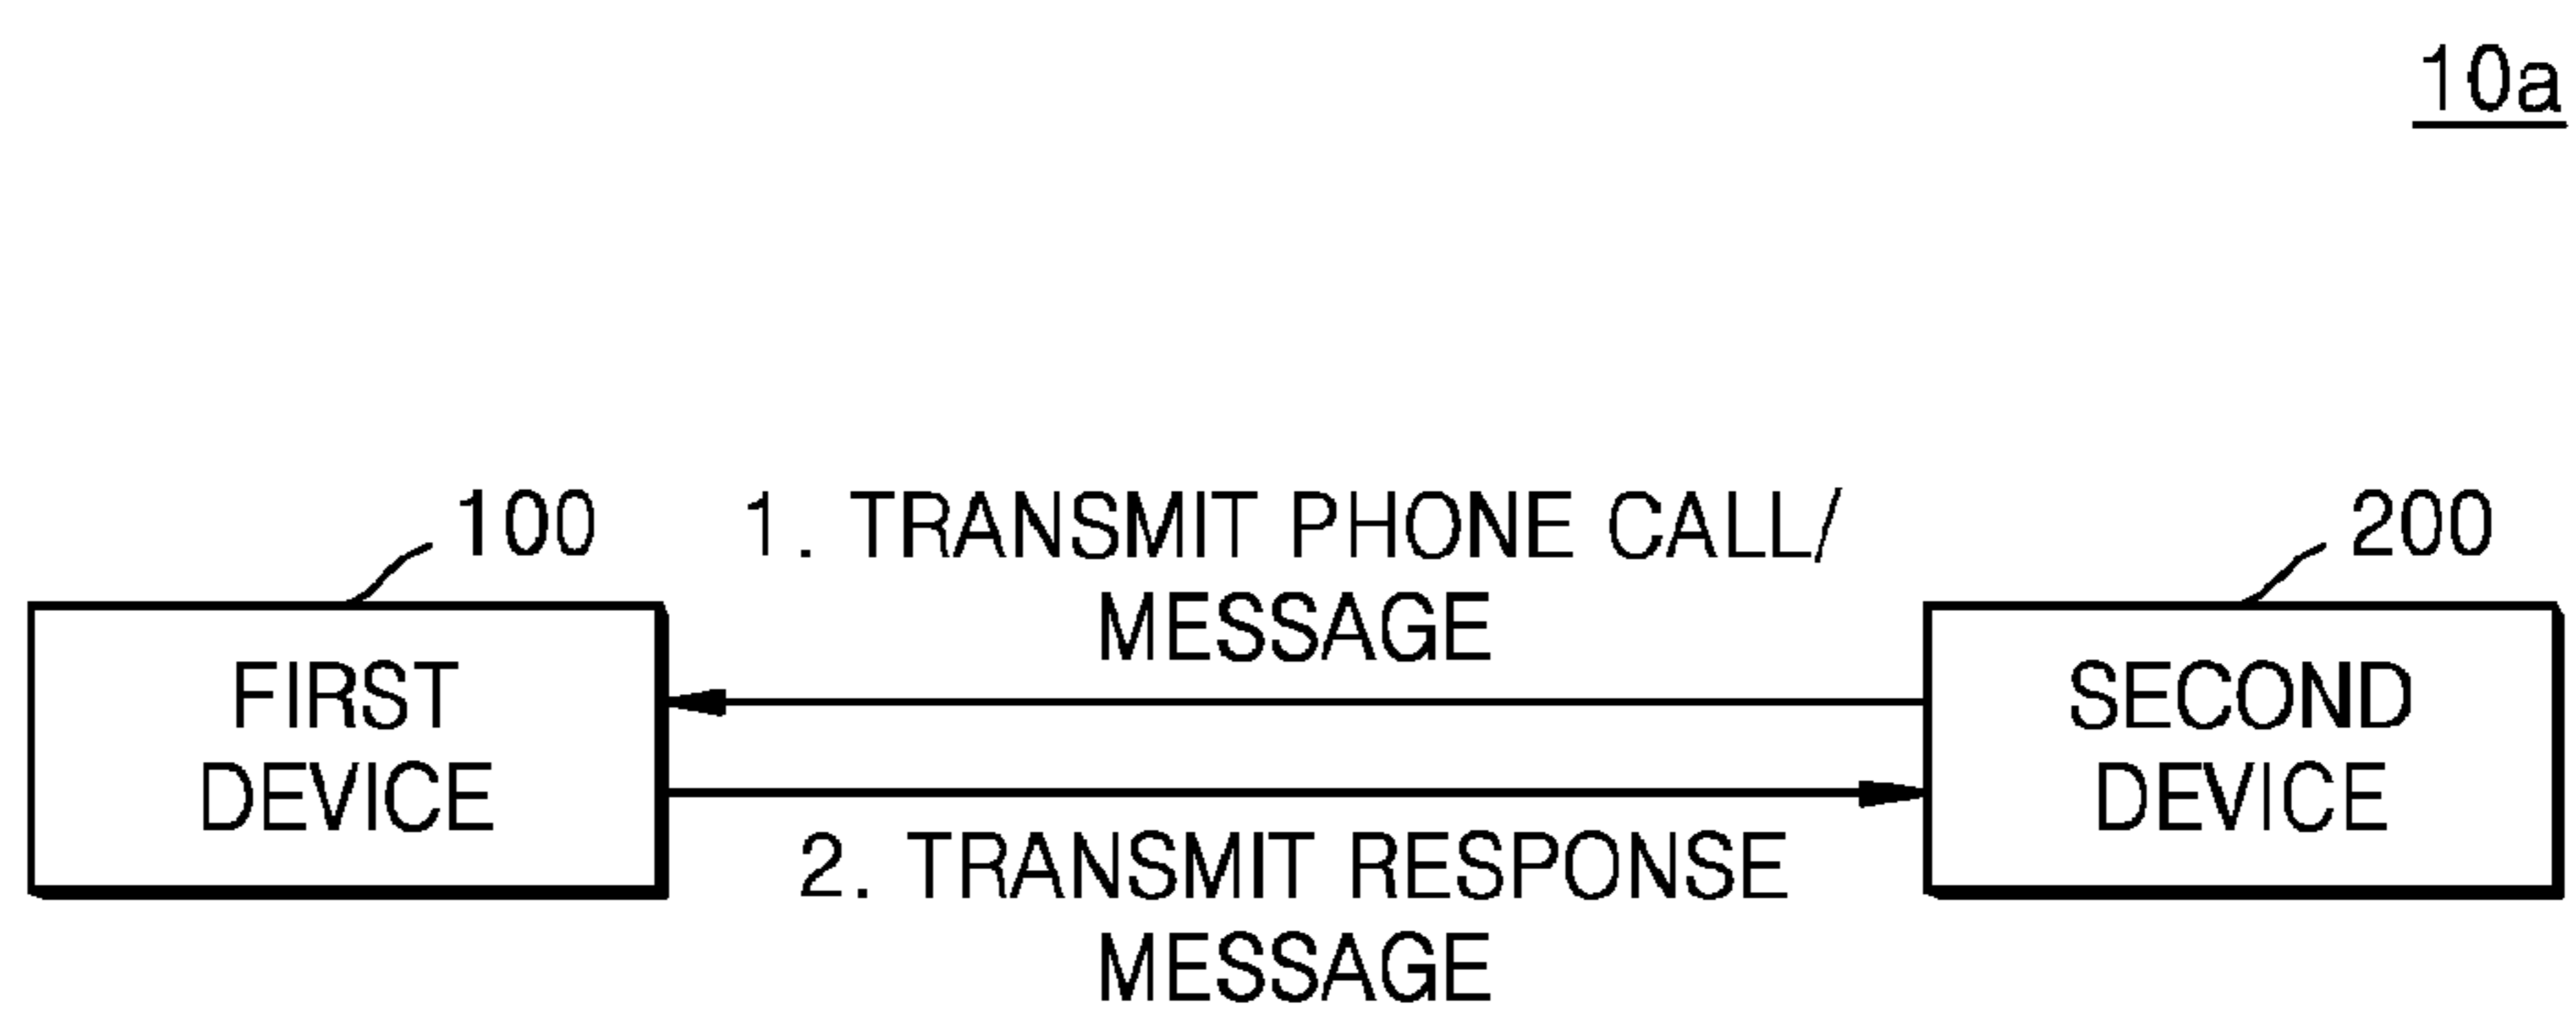 10a
100
1. TRANSMIT PHONE CALL/
MESSAGE
200
FIRST
DEVICE
SECOND
DEVICE
2. TRANSMIT RESPONSE
MESSAGE